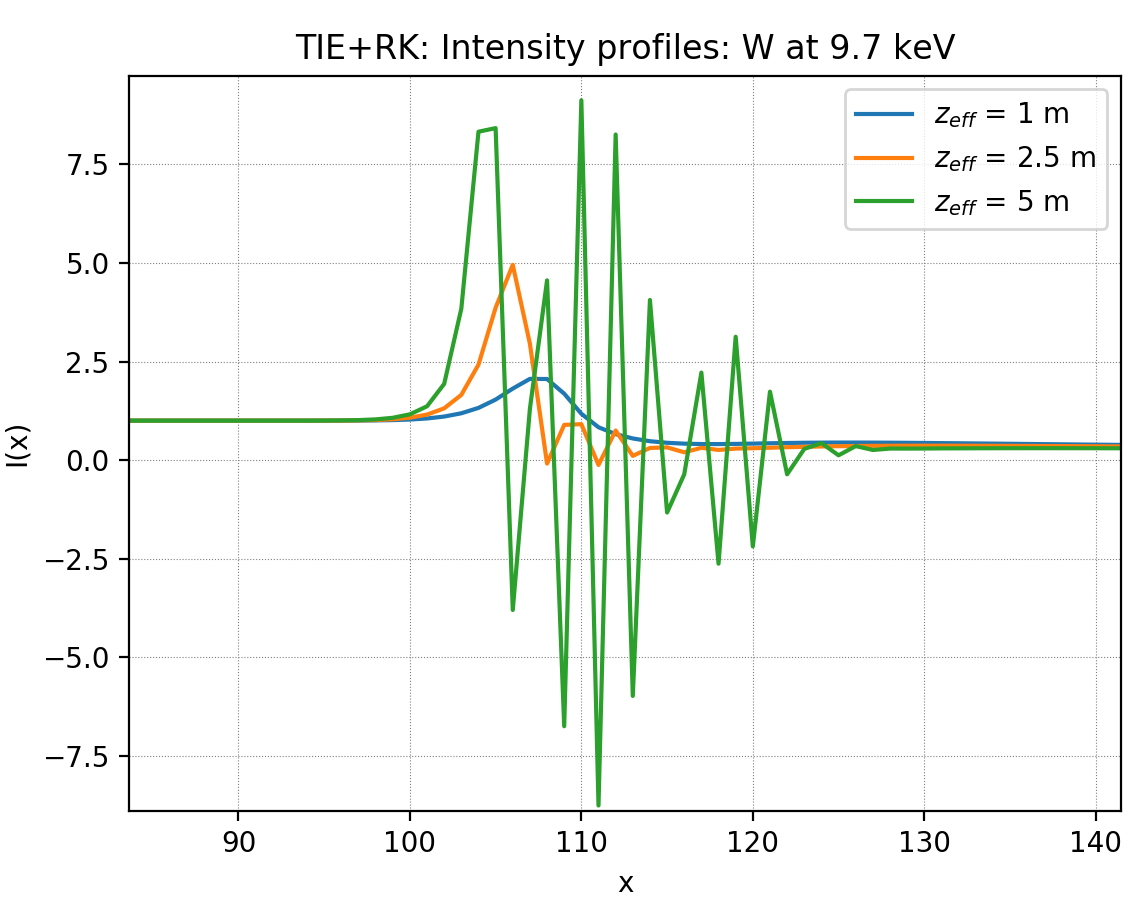 TIE+RK: Intensity profiles: W at 9.7 keV
z_eff = 1 m
z_eff = 2.5 m
z_eff = 5 m
I(x)
7.5
5.0
2.5
0.0
−2.5
−5.0
−7.5
90 100 110 120 130 140
x